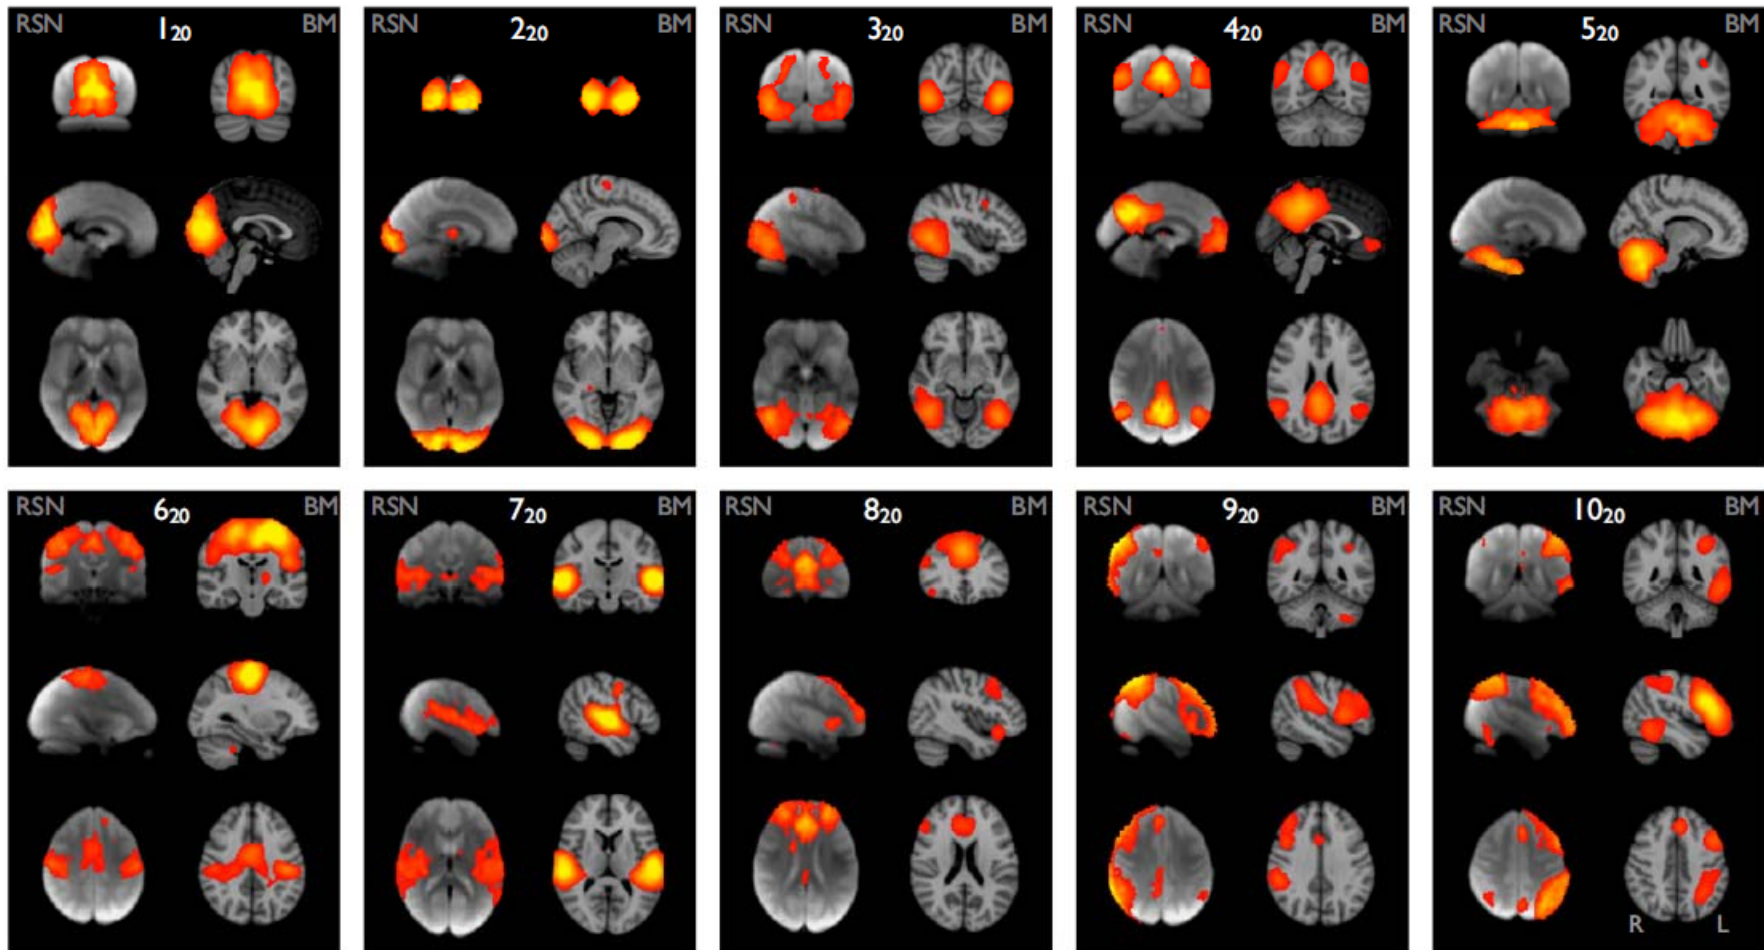 RSN 1₂₀ BM
RSN 2₂₀ BM
RSN 3₂₀ BM
RSN 4₂₀ BM
RSN 5₂₀ BM
RSN 6₂₀ BM
RSN 7₂₀ BM
RSN 8₂₀ BM
RSN 9₂₀ BM
RSN 10₂₀ BM
R L